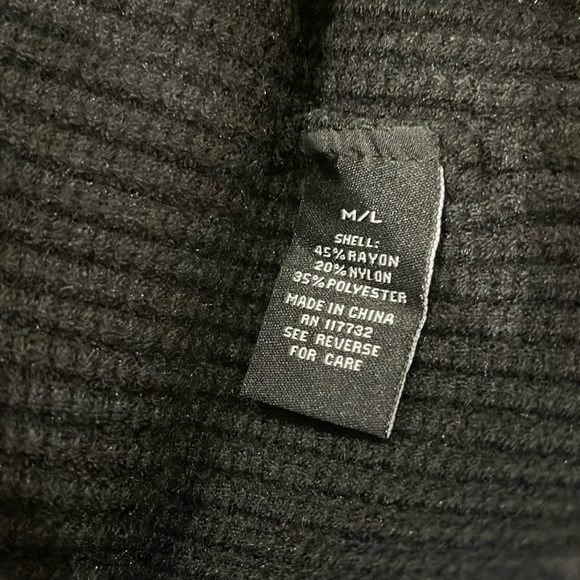 M/L
SHELL:
45%RAYON
20%NYLON
35%POLYESTER
MADE IN CHINA
RN 117732
SEE REVERSE
FOR CARE